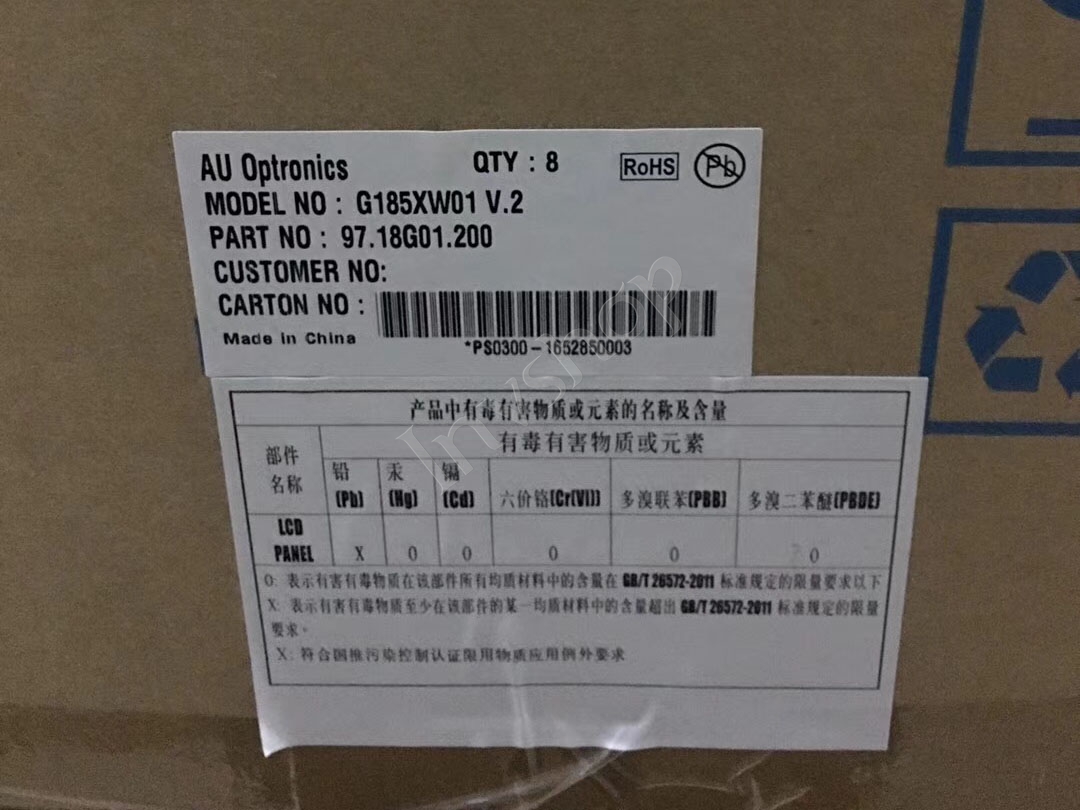 AU Optronics QTY : 8 RoHS Pb
MODEL NO : G185XW01 V.2
PART NO : 97.18G01.200
CUSTOMER NO:
CARTON NO :
Made in China
*PS0300-1652850003
产品中有毒有害物质或元素的名称及含量
部件名称 有毒有害物质或元素
铅(Pb) 汞(Hg) 镉(Cd) 六价铬(Cr(VI)) 多溴联苯(PBB) 多溴二苯醚(PBDE)
LCD PANEL X O O O O O
O: 表示有害有毒物质在该部件所有均质材料中的含量在 GB/T 26572-2011 标准规定的限量要求以下
X: 表示有害有毒物质至少在该部件的某一均质材料中的含量超出 GB/T 26572-2011 标准规定的限量
要求。
X: 符合国推污染控制认证限用物质应用例外要求